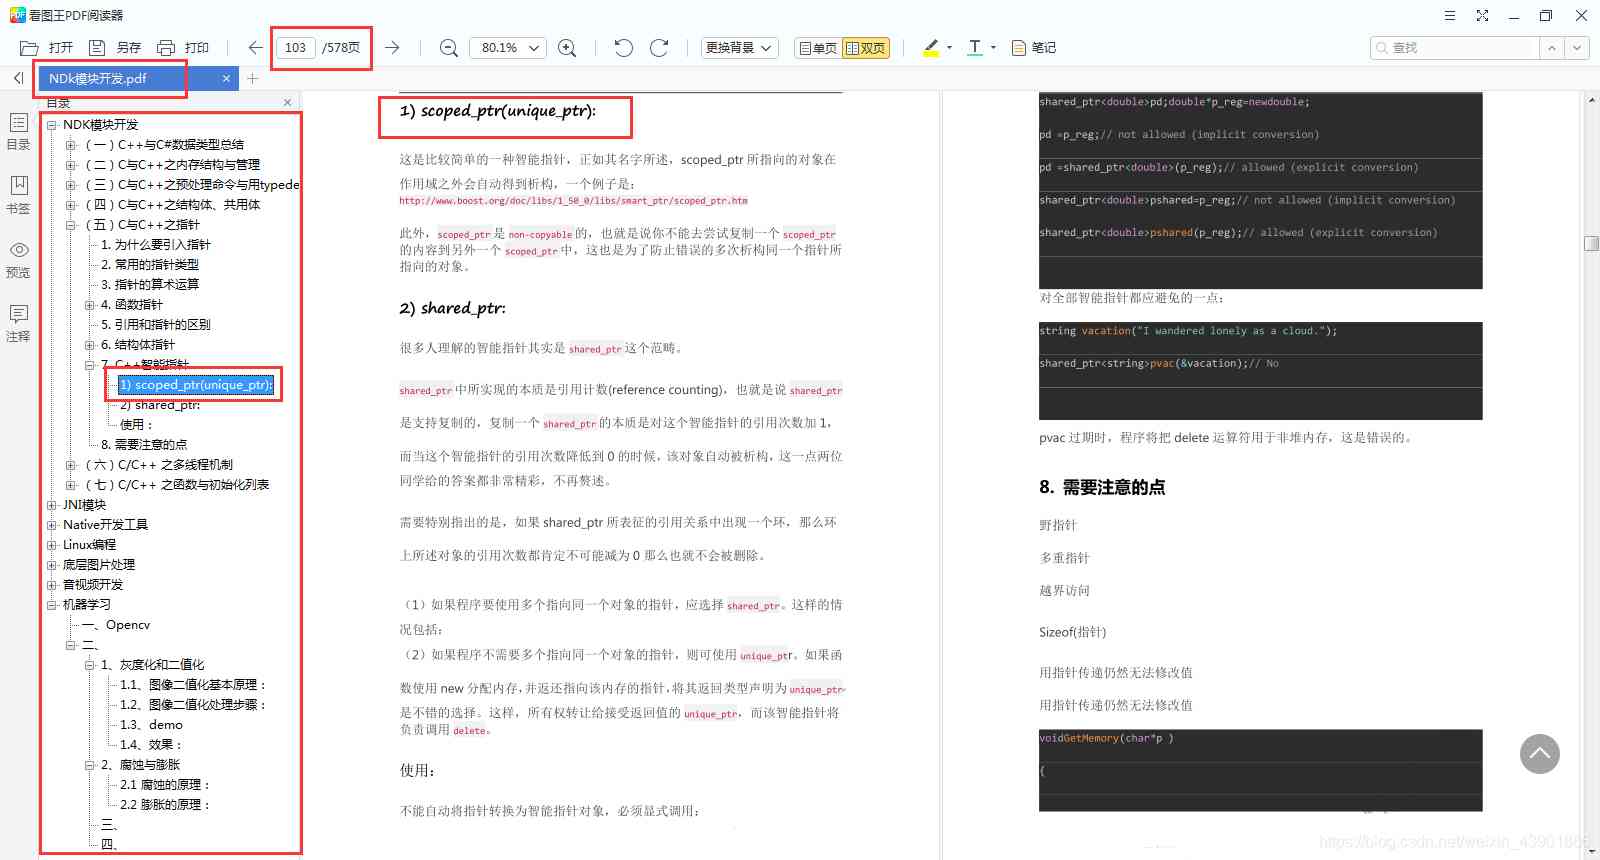 看图王PDF阅读器
打开 另存 打印 103 /578页 80.1% 更换背景 单页 双页 T 笔记 查找
NDk模块开发.pdf
目录
目录
书签
预览
注释
NDK模块开发
（一）C++与C#数据类型总结
（二）C与C++之内存结构与管理
（三）C与C++之预处理命令与用typede
（四）C与C++之结构体、共用体
（五）C与C++之指针
1. 为什么要引入指针
2. 常用的指针类型
3. 指针的算术运算
4. 函数指针
5. 引用和指针的区别
6. 结构体指针
7. C++智能指针
1) scoped_ptr(unique_ptr):
2) shared_ptr:
使用：
8. 需要注意的点
（六）C/C++ 之多线程机制
（七）C/C++ 之函数与初始化列表
JNI模块
Native开发工具
Linux编程
底层图片处理
音视频开发
机器学习
一、Opencv
二、
1、灰度化和二值化
1.1、图像二值化基本原理：
1.2、图像二值化处理步骤：
1.3、demo
1.4、效果：
2、腐蚀与膨胀
2.1 腐蚀的原理：
2.2 膨胀的原理：
三、
四、
1) scoped_ptr(unique_ptr):
这是比较简单的一种智能指针，正如其名字所述，scoped_ptr 所指向的对象在
作用域之外会自动得到析构，一个例子是：
http://www.boost.org/doc/libs/1_50_0/libs/smart_ptr/scoped_ptr.htm
此外，scoped_ptr 是 non-copyable 的，也就是说你不能去尝试复制一个 scoped_ptr
的内容到另外一个 scoped_ptr 中，这也是为了防止错误的多次析构同一个指针所
指向的对象。
2) shared_ptr:
很多人理解的智能指针其实是 shared_ptr 这个范畴。
shared_ptr 中所实现的本质是引用计数(reference counting)，也就是说 shared_ptr
是支持复制的，复制一个 shared_ptr 的本质是对这个智能指针的引用次数加 1，
而当这个智能指针的引用次数降低到 0 的时候，该对象自动被析构，这一点两位
同学给的答案都非常精彩，不再赘述。
需要特别指出的是，如果 shared_ptr 所表征的引用关系中出现一个环，那么环
上所述对象的引用次数都肯定不可能减为 0 那么也就不会被删除。
（1）如果程序要使用多个指向同一个对象的指针，应选择 shared_ptr。这样的情
况包括：
（2）如果程序不需要多个指向同一个对象的指针，则可使用 unique_ptr。如果函
数使用 new 分配内存，并返还指向该内存的指针，将其返回类型声明为 unique_ptr
是不错的选择。这样，所有权转让给接受返回值的 unique_ptr，而该智能指针将
负责调用 delete。
使用：
不能自动将指针转换为智能指针对象，必须显式调用：
shared_ptr<double>pd;double*p_reg=newdouble;
pd =p_reg;// not allowed (implicit conversion)
pd =shared_ptr<double>(p_reg);// allowed (explicit conversion)
shared_ptr<double>pshared=p_reg;// not allowed (implicit conversion)
shared_ptr<double>pshared(p_reg);// allowed (explicit conversion)
对全部智能指针都应避免的一点：
string vacation("I wandered lonely as a cloud.");
shared_ptr<string>pvac(&vacation);// No
pvac 过期时，程序将把 delete 运算符用于非堆内存，这是错误的。
8. 需要注意的点
野指针
多重指针
越界访问
Sizeof(指针)
用指针传递仍然无法修改值
用指针传递仍然无法修改值
voidGetMemory(char*p )
{